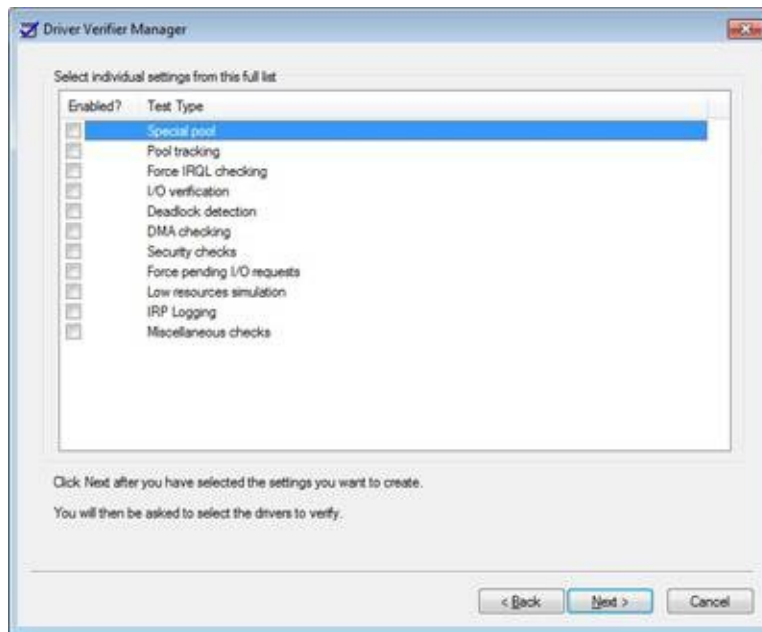 Driver Verifier Manager
Select individual settings from this full list
Enabled? Test Type
Special pool
Pool tracking
Force IRQL checking
I/O verification
Deadlock detection
DMA checking
Security checks
Force pending I/O requests
Low resources simulation
IRP Logging
Miscellaneous checks
Click Next after you have selected the settings you want to create.
You will then be asked to select the drivers to verify.
< Back Next > Cancel